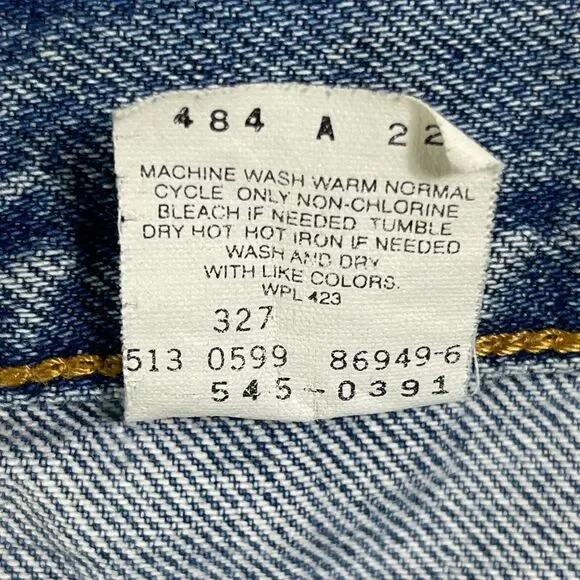 484 A 22
MACHINE WASH WARM NORMAL
CYCLE. ONLY NON-CHLORINE
BLEACH IF NEEDED. TUMBLE
DRY HOT. HOT IRON IF NEEDED
WASH AND DRY
WITH LIKE COLORS.
WPL 423
327
513 0599 86949-6
545-0391